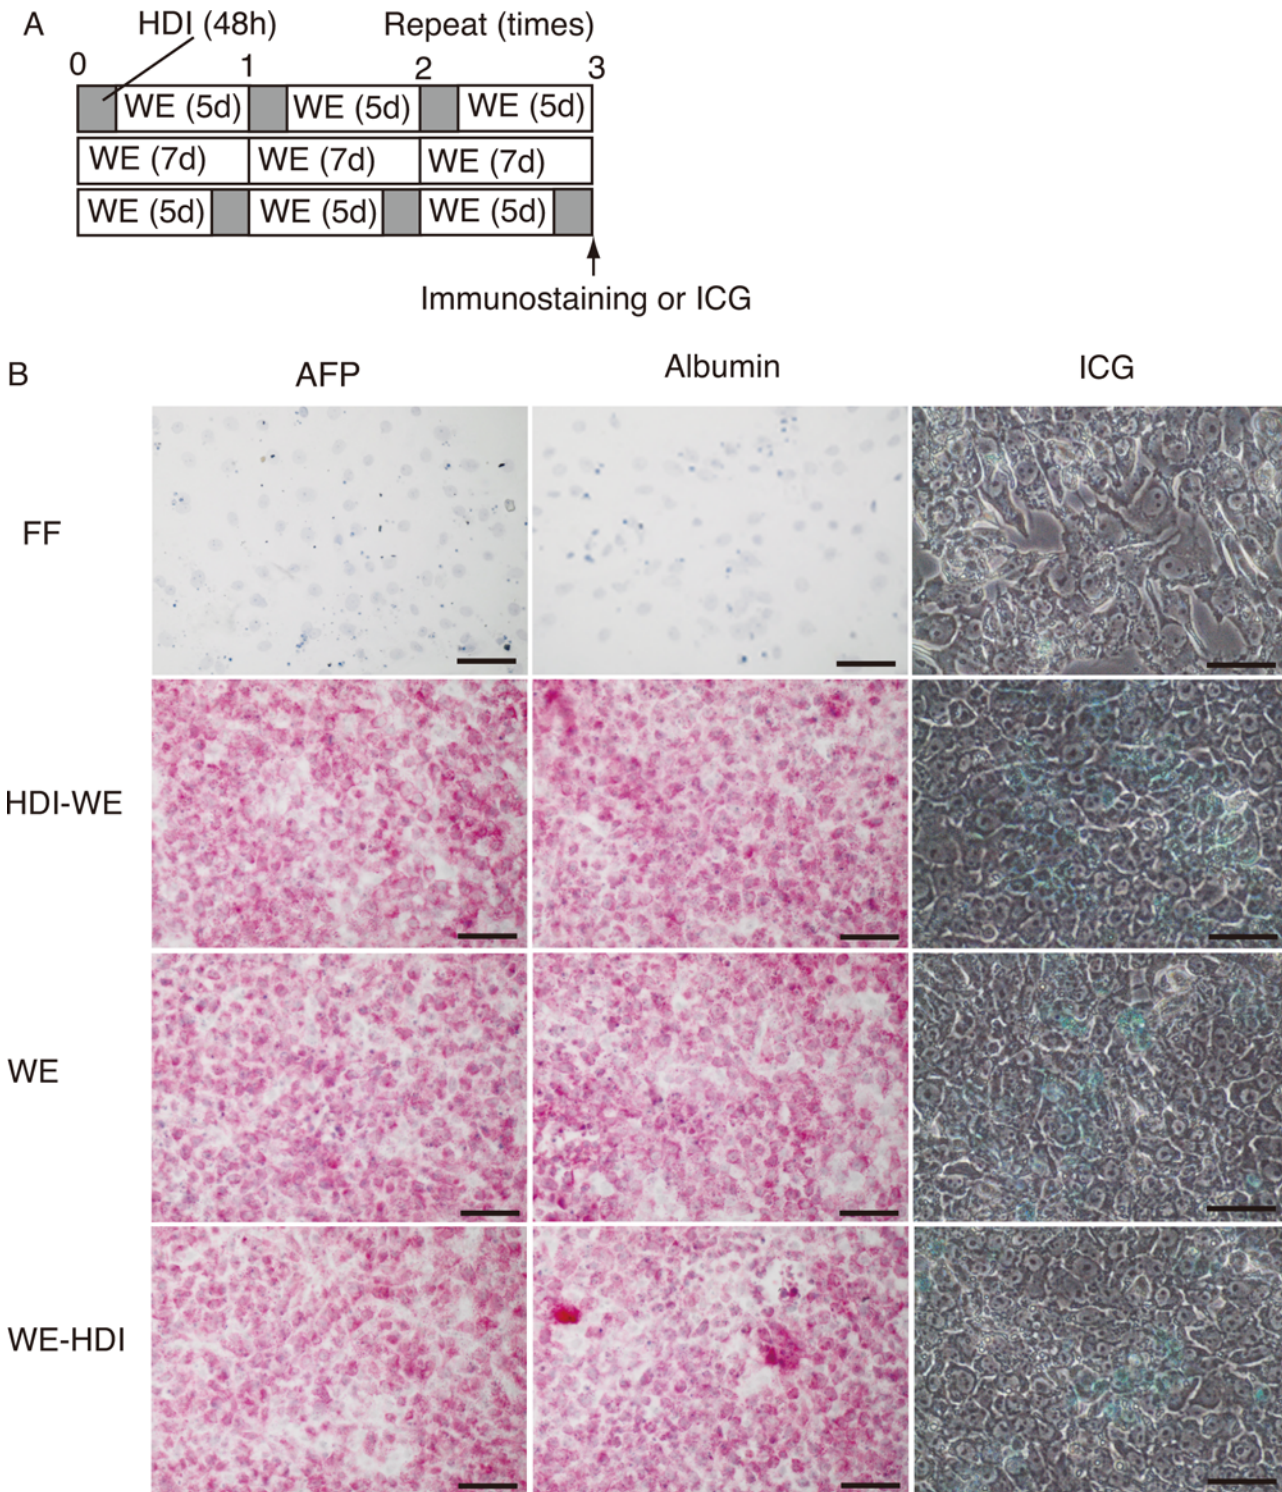 A
HDI (48h)
Repeat (times)
0 1 2 3
WE (5d) WE (5d) WE (5d)
WE (7d) WE (7d) WE (7d)
WE (5d) WE (5d) WE (5d)
Immunostaining or ICG
B
AFP Albumin ICG
FF
HDI-WE
WE
WE-HDI